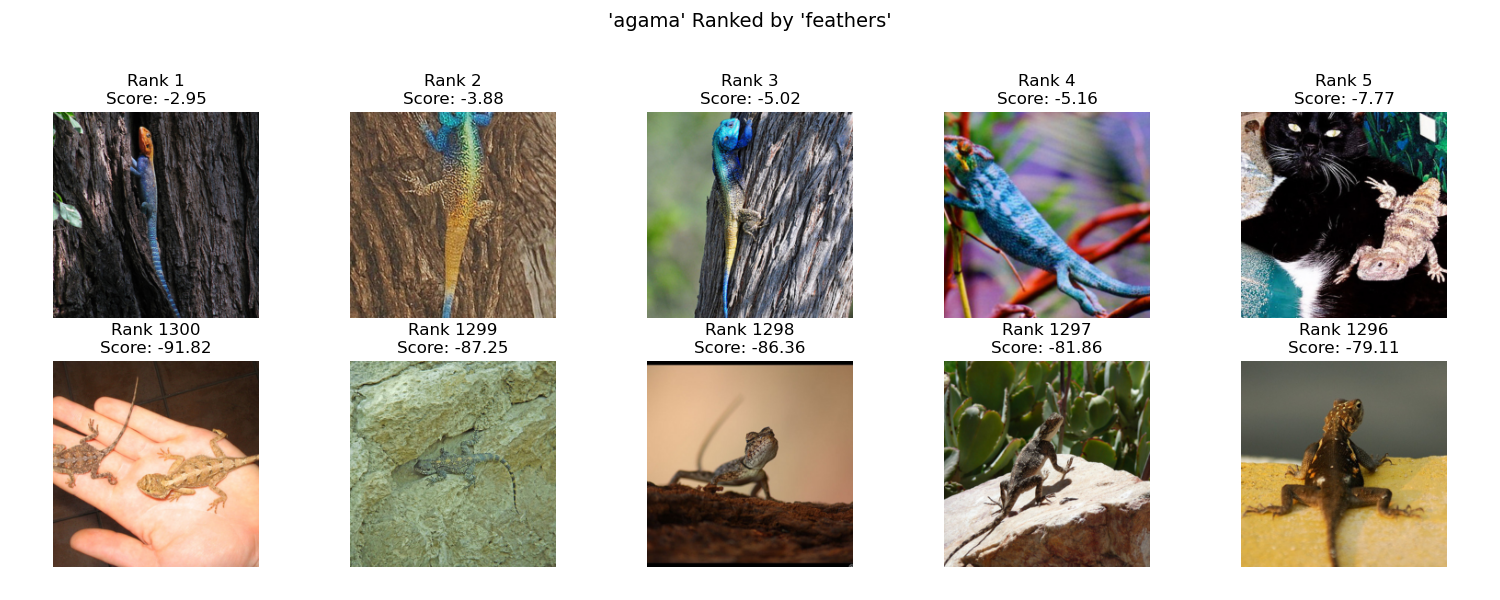 'agama' Ranked by 'feathers'
Rank 1
Score: -2.95
Rank 2
Score: -3.88
Rank 3
Score: -5.02
Rank 4
Score: -5.16
Rank 5
Score: -7.77
Rank 1300
Score: -91.82
Rank 1299
Score: -87.25
Rank 1298
Score: -86.36
Rank 1297
Score: -81.86
Rank 1296
Score: -79.11